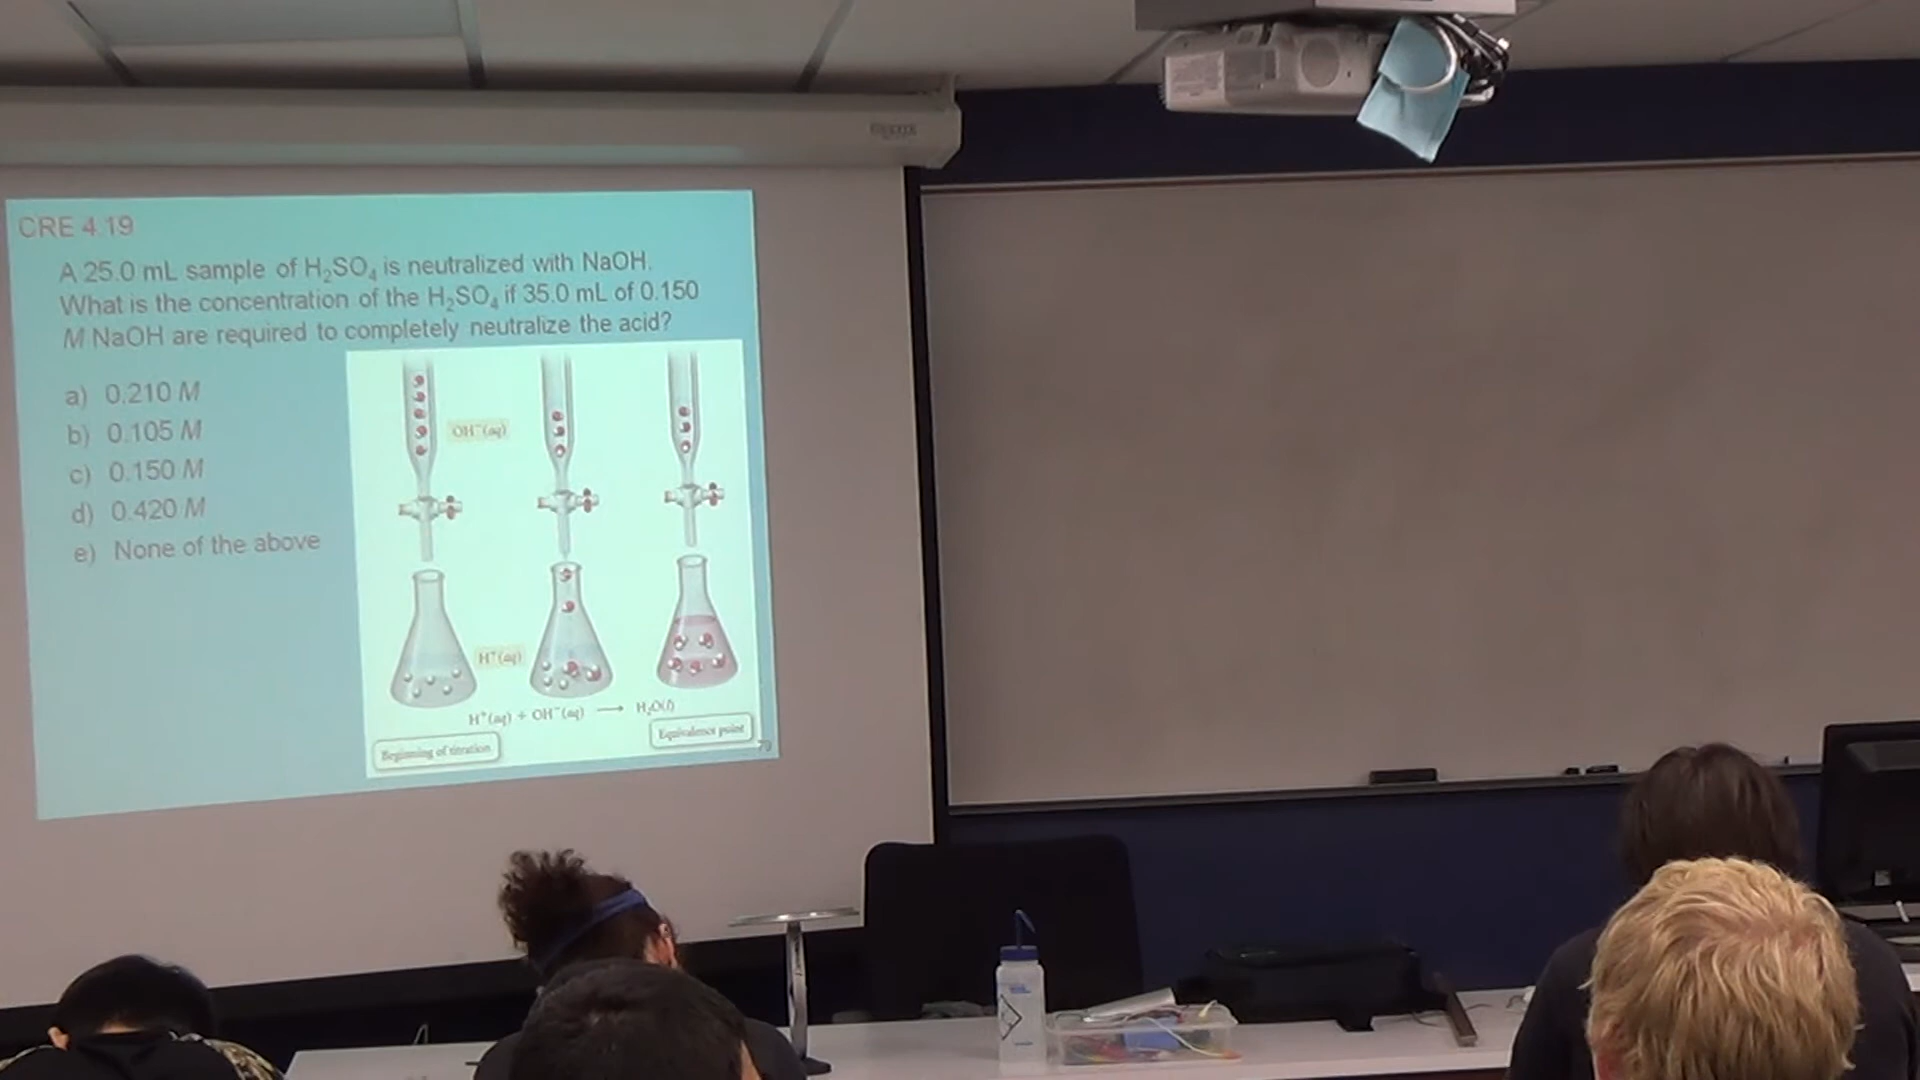 CRE 4.19
A 25.0 mL sample of H₂SO₄ is neutralized with NaOH.
What is the concentration of the H₂SO₄ if 35.0 mL of 0.150
M NaOH are required to completely neutralize the acid?
a) 0.210 M
b) 0.105 M
c) 0.150 M
d) 0.420 M
e) None of the above
OH⁻(aq)
H⁺(aq)
H⁺(aq) + OH⁻(aq) ⟶ H₂O(l)
Beginning of titration
Equivalence point